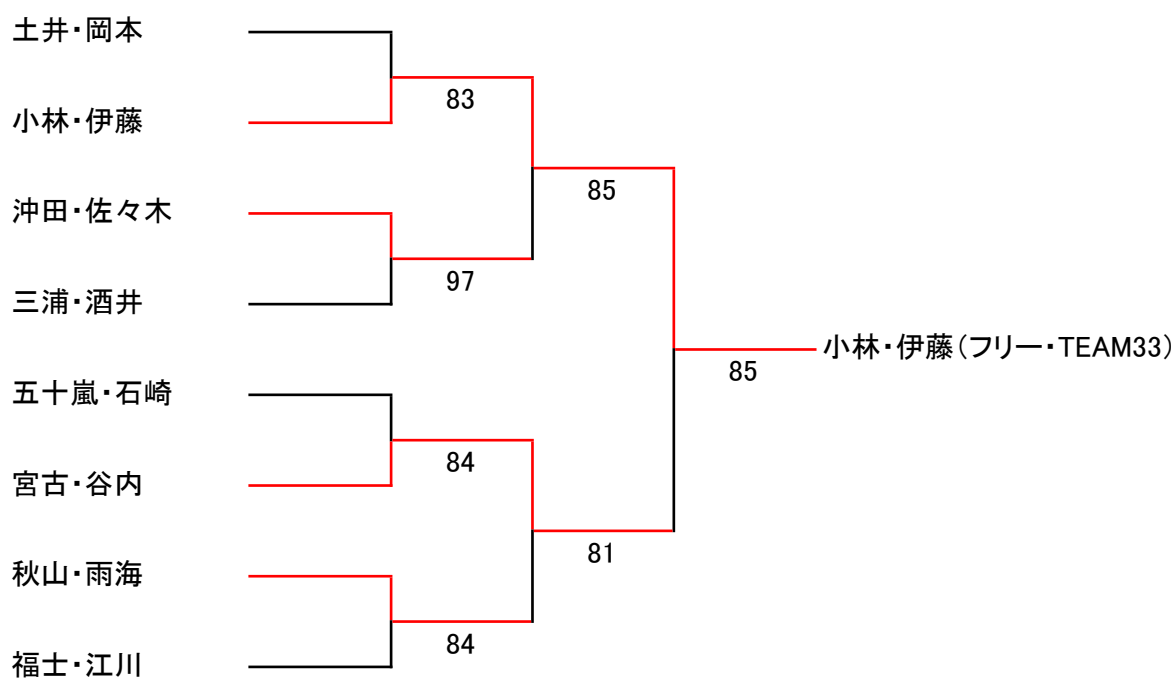 土井・岡本
83
小林・伊藤
85
沖田・佐々木
97
三浦・酒井
小林・伊藤(フリー・TEAM33)
85
五十嵐・石崎
84
宮古・谷内
81
秋山・雨海
84
福士・江川